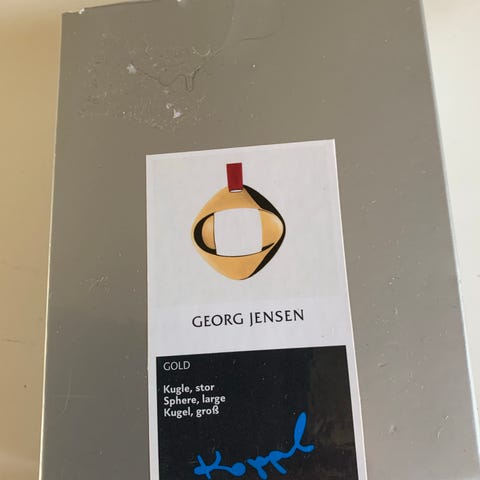 GEORG JENSEN
GOLD
Kugle, stor
Sphere, large
Kugel, groß
Koppel